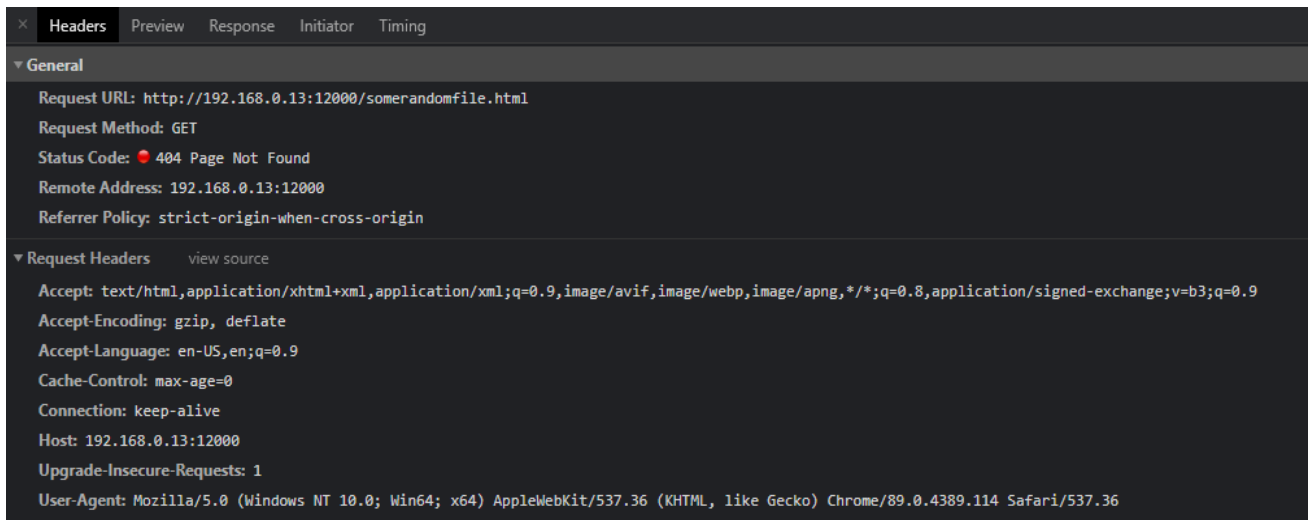 × Headers Preview Response Initiator Timing
▼ General
Request URL: http://192.168.0.13:12000/somerandomfile.html
Request Method: GET
Status Code: 404 Page Not Found
Remote Address: 192.168.0.13:12000
Referrer Policy: strict-origin-when-cross-origin
▼ Request Headers view source
Accept: text/html,application/xhtml+xml,application/xml;q=0.9,image/avif,image/webp,image/apng,*/*;q=0.8,application/signed-exchange;v=b3;q=0.9
Accept-Encoding: gzip, deflate
Accept-Language: en-US,en;q=0.9
Cache-Control: max-age=0
Connection: keep-alive
Host: 192.168.0.13:12000
Upgrade-Insecure-Requests: 1
User-Agent: Mozilla/5.0 (Windows NT 10.0; Win64; x64) AppleWebKit/537.36 (KHTML, like Gecko) Chrome/89.0.4389.114 Safari/537.36